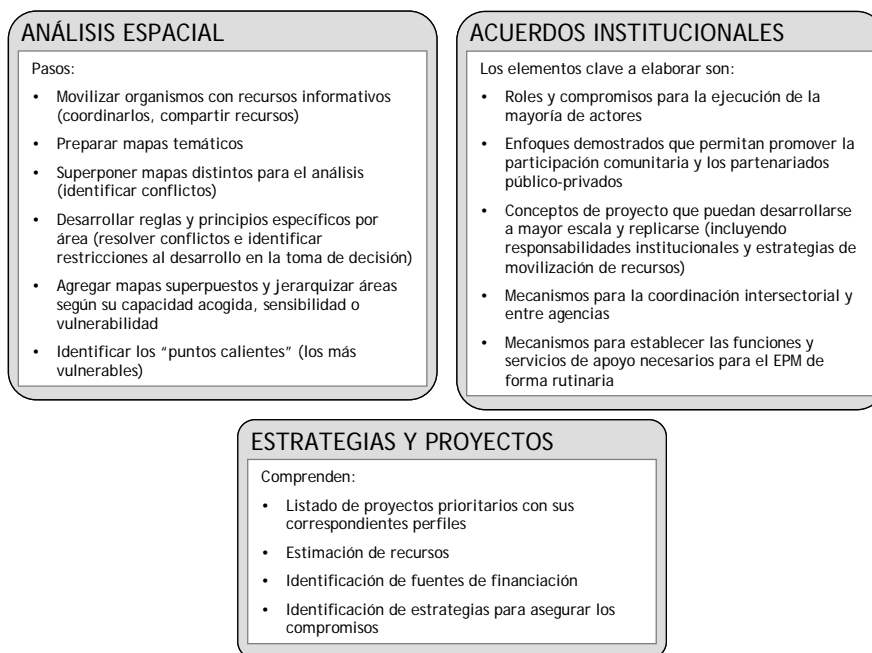 ANÁLISIS ESPACIAL
Pasos:
• Movilizar organismos con recursos informativos
(coordinarlos, compartir recursos)
• Preparar mapas temáticos
• Superponer mapas distintos para el análisis
(identificar conflictos)
• Desarrollar reglas y principios específicos por
área (resolver conflictos e identificar
restricciones al desarrollo en la toma de decisión)
• Agregar mapas superpuestos y jerarquizar áreas
según su capacidad acogida, sensibilidad o
vulnerabilidad
• Identificar los “puntos calientes” (los más
vulnerables)
ACUERDOS INSTITUCIONALES
Los elementos clave a elaborar son:
• Roles y compromisos para la ejecución de la
mayoría de actores
• Enfoques demostrados que permitan promover la
participación comunitaria y los partenariados
público-privados
• Conceptos de proyecto que puedan desarrollarse
a mayor escala y replicarse (incluyendo
responsabilidades institucionales y estrategias de
movilización de recursos)
• Mecanismos para la coordinación intersectorial y
entre agencias
• Mecanismos para establecer las funciones y
servicios de apoyo necesarios para el EPM de
forma rutinaria
ESTRATEGIAS Y PROYECTOS
Comprenden:
• Listado de proyectos prioritarios con sus
correspondientes perfiles
• Estimación de recursos
• Identificación de fuentes de financiación
• Identificación de estrategias para asegurar los
compromisos